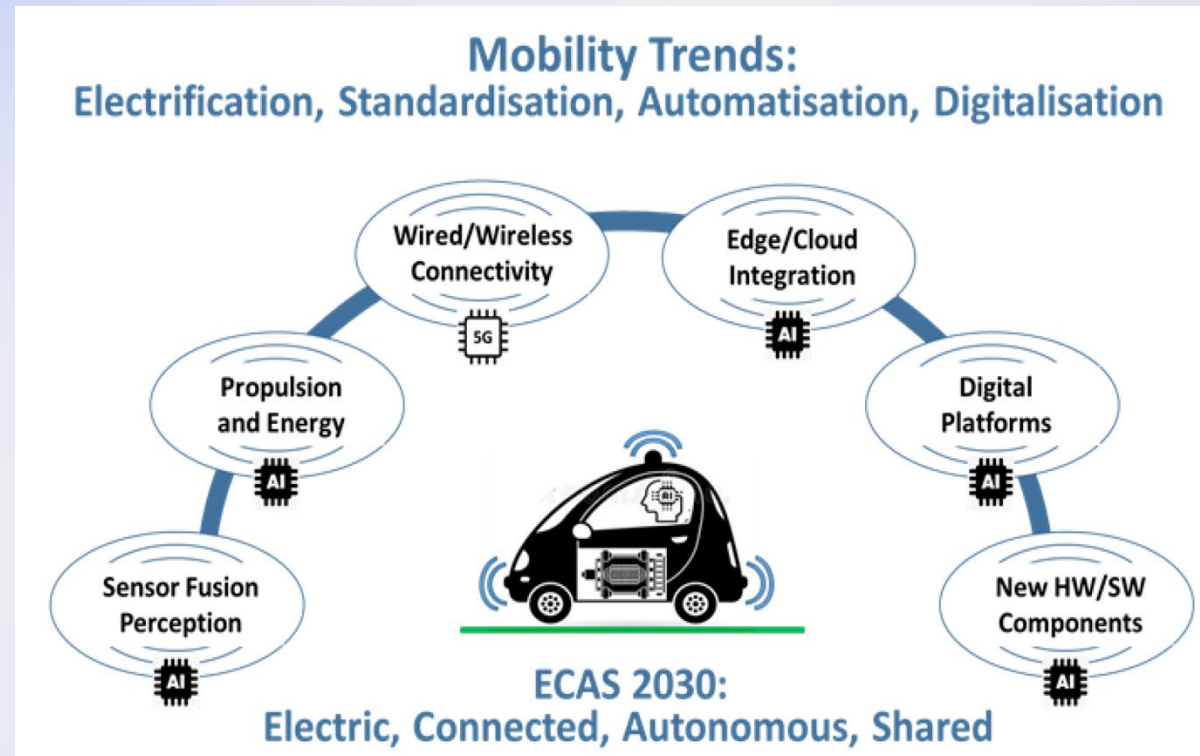 Mobility Trends:
Electrification, Standardisation, Automatisation, Digitalisation
Wired/Wireless
Connectivity
5G
Edge/Cloud
Integration
AI
Propulsion
and Energy
AI
Digital
Platforms
AI
AI
Sensor Fusion
Perception
AI
New HW/SW
Components
AI
ECAS 2030:
Electric, Connected, Autonomous, Shared